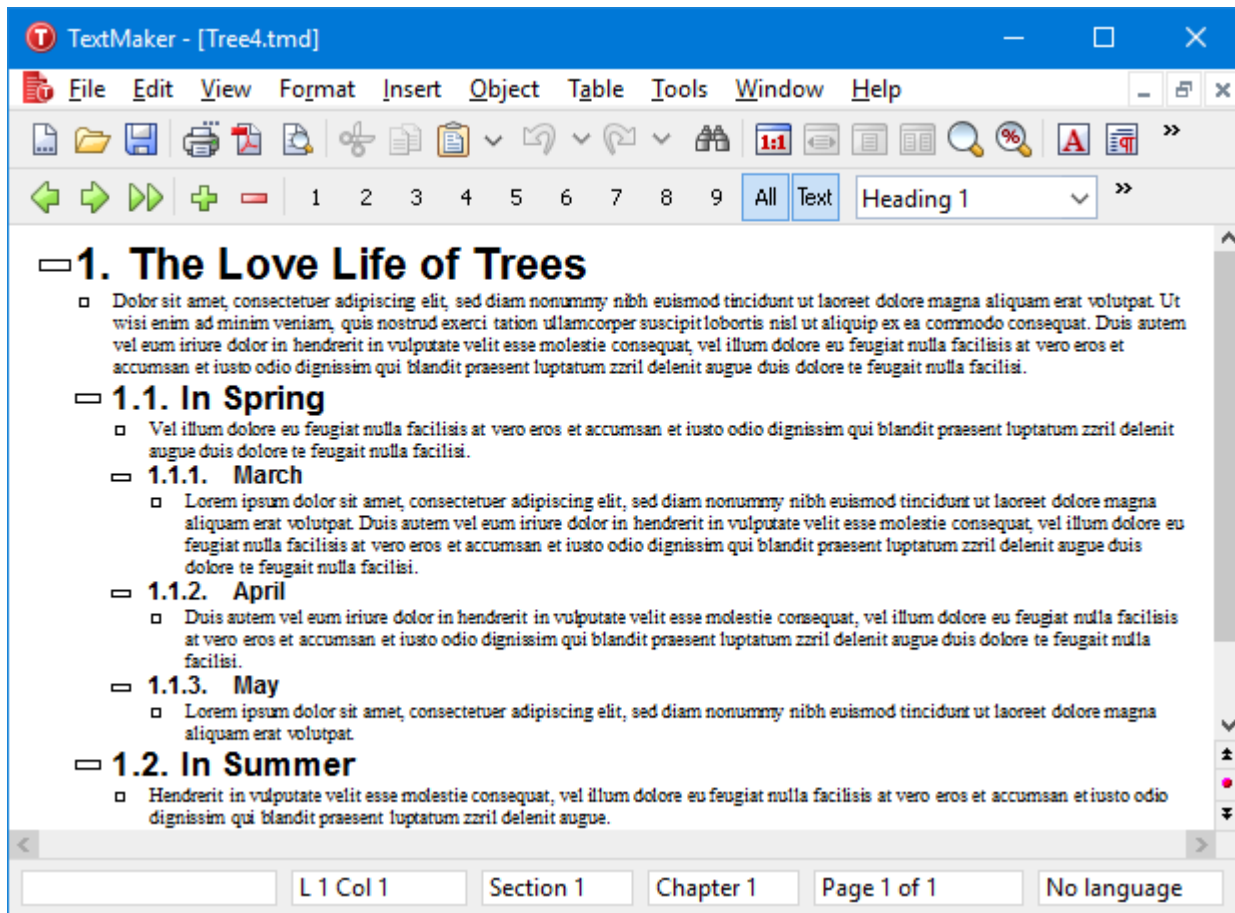 TextMaker - [Tree4.tmd]
File Edit View Format Insert Object Table Tools Window Help
1:1 % A
1 2 3 4 5 6 7 8 9 All Text Heading 1
1. The Love Life of Trees
Dolor sit amet, consectetuer adipiscing elit, sed diam nonummy nibh euismod tincidunt ut laoreet dolore magna aliquam erat volutpat. Ut
wisi enim ad minim veniam, quis nostrud exerci tation ullamcorper suscipit lobortis nisl ut aliquip ex ea commodo consequat. Duis autem
vel eum iriure dolor in hendrerit in vulputate velit esse molestie consequat, vel illum dolore eu feugiat nulla facilisis at vero eros et
accumsan et iusto odio dignissim qui blandit praesent luptatum zzril delenit augue duis dolore te feugait nulla facilisi.
1.1. In Spring
Vel illum dolore eu feugiat nulla facilisis at vero eros et accumsan et iusto odio dignissim qui blandit praesent luptatum zzril delenit
augue duis dolore te feugait nulla facilisi.
1.1.1. March
Lorem ipsum dolor sit amet, consectetuer adipiscing elit, sed diam nonummy nibh euismod tincidunt ut laoreet dolore magna
aliquam erat volutpat. Duis autem vel eum iriure dolor in hendrerit in vulputate velit esse molestie consequat, vel illum dolore eu
feugiat nulla facilisis at vero eros et accumsan et iusto odio dignissim qui blandit praesent luptatum zzril delenit augue duis
dolore te feugait nulla facilisi.
1.1.2. April
Duis autem vel eum iriure dolor in hendrerit in vulputate velit esse molestie consequat, vel illum dolore eu feugiat nulla facilisis
at vero eros et accumsan et iusto odio dignissim qui blandit praesent luptatum zzril delenit augue duis dolore te feugait nulla
facilisi.
1.1.3. May
Lorem ipsum dolor sit amet, consectetuer adipiscing elit, sed diam nonummy nibh euismod tincidunt ut laoreet dolore magna
aliquam erat volutpat.
1.2. In Summer
Hendrerit in vulputate velit esse molestie consequat, vel illum dolore eu feugiat nulla facilisis at vero eros et accumsan et iusto odio
dignissim qui blandit praesent luptatum zzril delenit augue.
L 1 Col 1 Section 1 Chapter 1 Page 1 of 1 No language